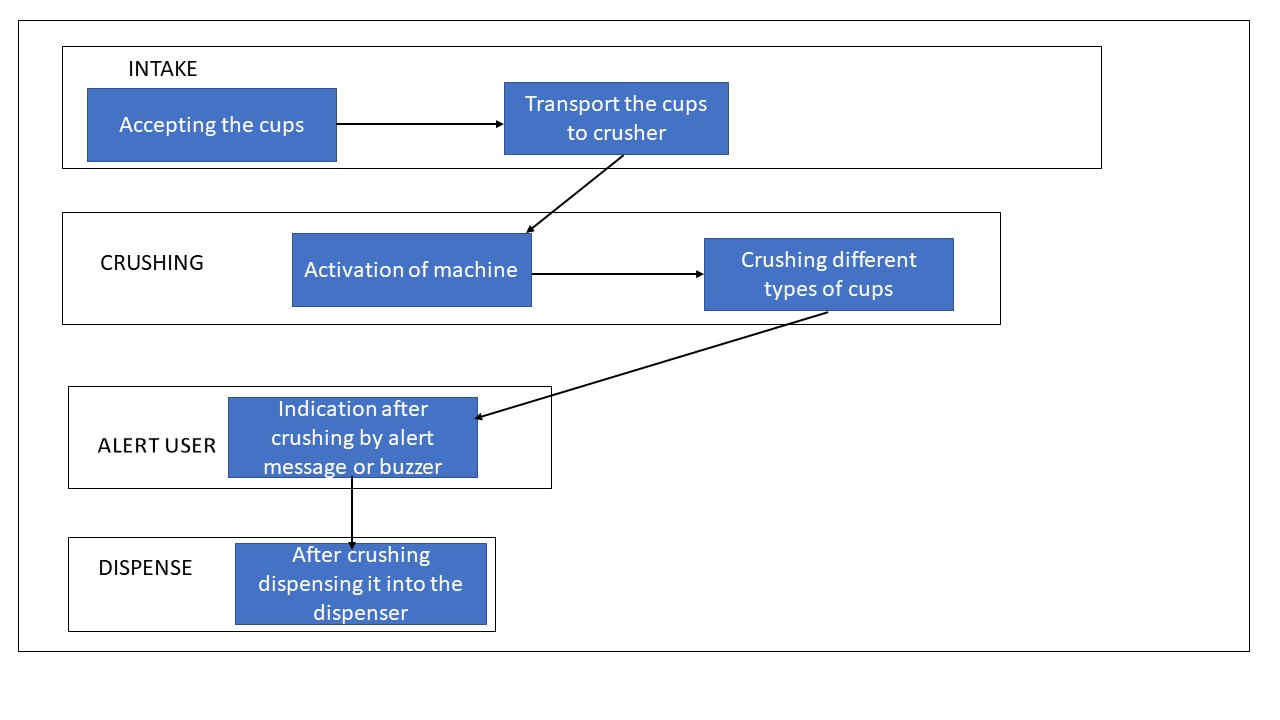 INTAKE
Accepting the cups
Transport the cups
to crusher
CRUSHING
Activation of machine
Crushing different
types of cups
ALERT USER
Indication after
crushing by alert
message or buzzer
DISPENSE
After crushing
dispensing it into the
dispenser